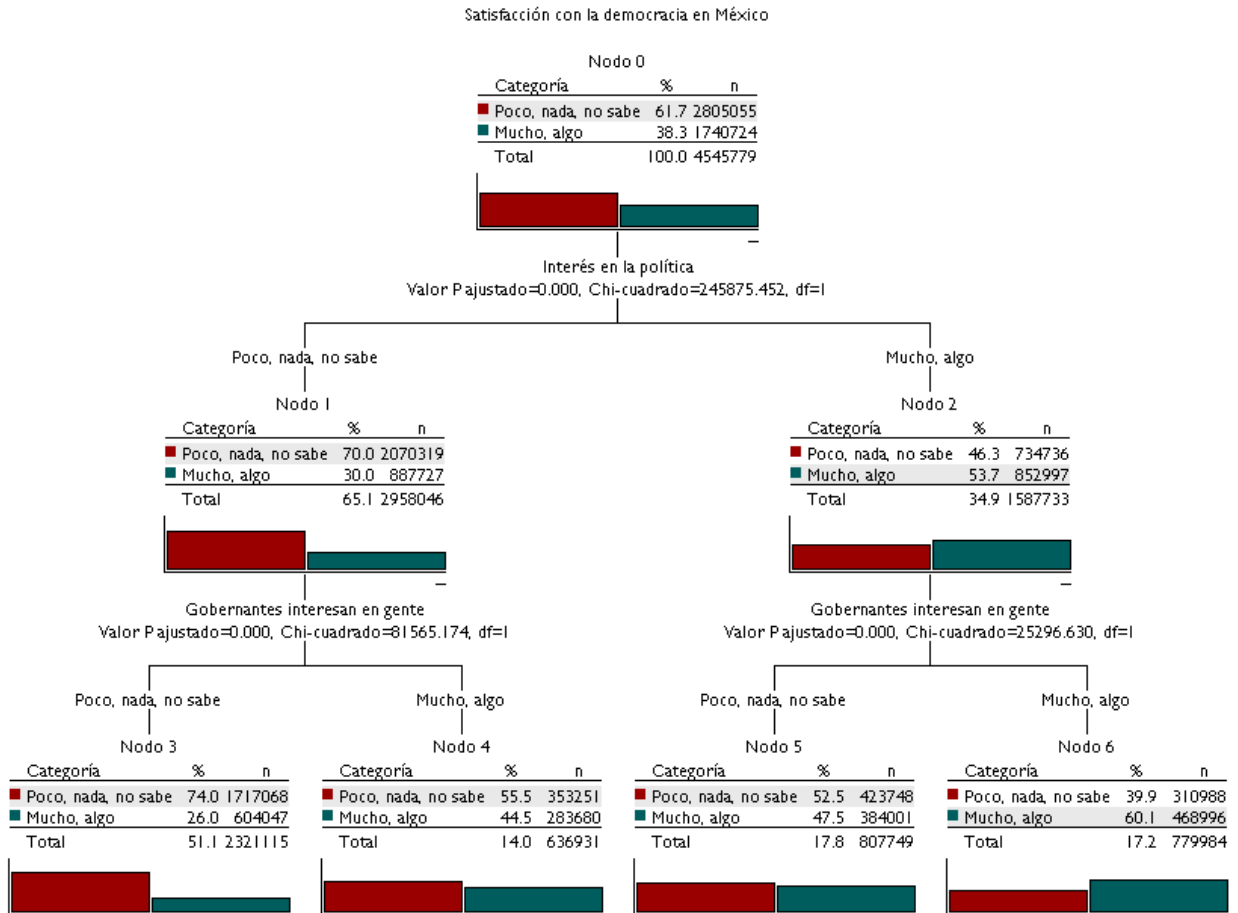 Satisfacción con la democracia en México
Nodo 0
Categoría % n
Poco, nada, no sabe 61.7 2805055
Mucho, algo 38.3 1740724
Total 100.0 4545779
Interés en la política
Valor Pajustado=0.000, Chi-cuadrado=245875.452, df=1
Poco, nada, no sabe
Mucho, algo
Nodo 1
Categoría % n
Poco, nada, no sabe 70.0 2070319
Mucho, algo 30.0 887727
Total 65.1 2958046
Nodo 2
Categoría % n
Poco, nada, no sabe 46.3 734736
Mucho, algo 53.7 852997
Total 34.9 1587733
Gobernantes interesan en gente
Valor Pajustado=0.000, Chi-cuadrado=81565.174, df=1
Gobernantes interesan en gente
Valor Pajustado=0.000, Chi-cuadrado=25296.630, df=1
Poco, nada, no sabe
Mucho, algo
Poco, nada, no sabe
Mucho, algo
Nodo 3
Categoría % n
Poco, nada, no sabe 74.0 1717068
Mucho, algo 26.0 604047
Total 51.1 2321115
Nodo 4
Categoría % n
Poco, nada, no sabe 55.5 353251
Mucho, algo 44.5 283680
Total 14.0 636931
Nodo 5
Categoría % n
Poco, nada, no sabe 52.5 423748
Mucho, algo 47.5 384001
Total 17.8 807749
Nodo 6
Categoría % n
Poco, nada, no sabe 39.9 310988
Mucho, algo 60.1 468996
Total 17.2 779984